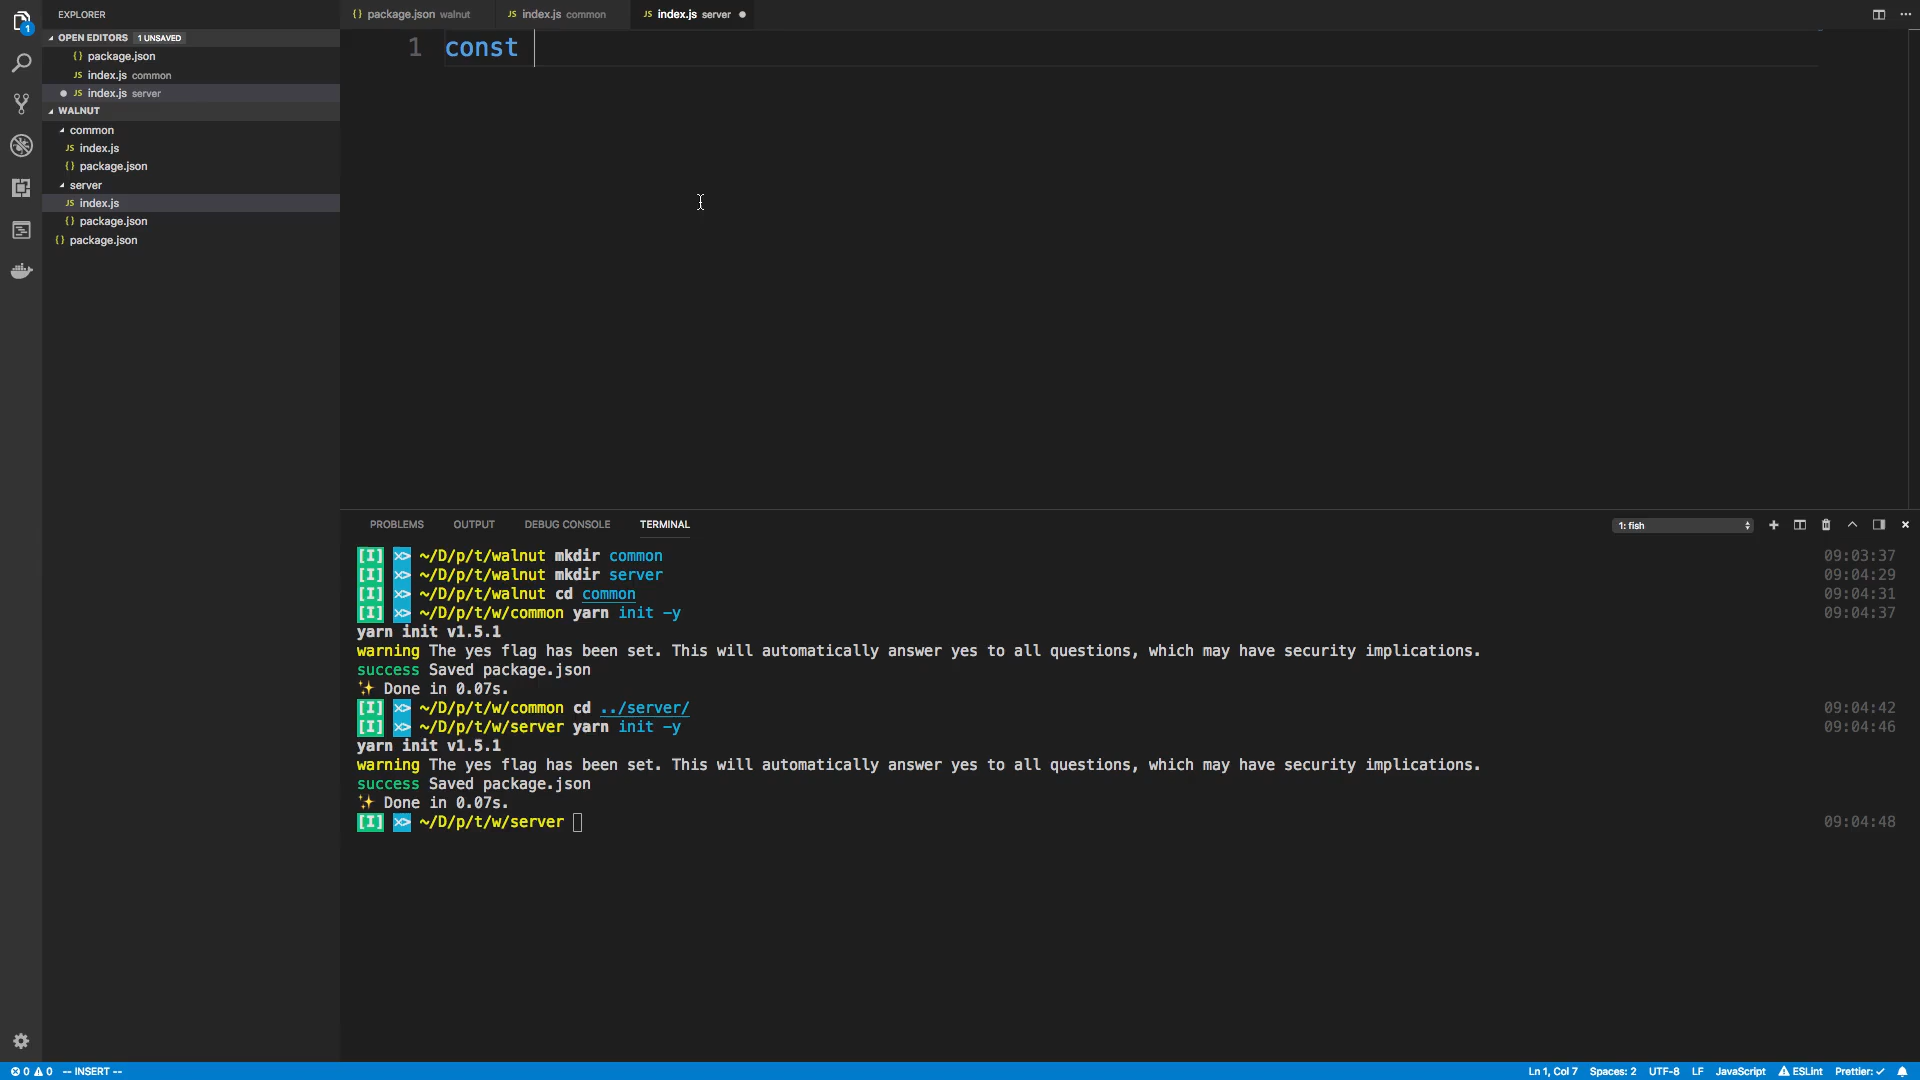 EXPLORER
OPEN EDITORS 1 UNSAVED
{} package.json
JS index.js common
● JS index.js server
WALNUT
common
JS index.js
{} package.json
server
JS index.js
{} package.json
{} package.json
1
{} package.json walnut
JS index.js common
JS index.js server ●
1 const
PROBLEMS OUTPUT DEBUG CONSOLE TERMINAL
1: fish
[I] >> ~/D/p/t/walnut mkdir common 09:03:37
[I] >> ~/D/p/t/walnut mkdir server 09:04:29
[I] >> ~/D/p/t/walnut cd common 09:04:31
[I] >> ~/D/p/t/w/common yarn init -y 09:04:37
yarn init v1.5.1
warning The yes flag has been set. This will automatically answer yes to all questions, which may have security implications.
success Saved package.json
✨ Done in 0.07s.
[I] >> ~/D/p/t/w/common cd ../server/ 09:04:42
[I] >> ~/D/p/t/w/server yarn init -y 09:04:46
yarn init v1.5.1
warning The yes flag has been set. This will automatically answer yes to all questions, which may have security implications.
success Saved package.json
✨ Done in 0.07s.
[I] >> ~/D/p/t/w/server 09:04:48
0 0 -- INSERT --
Ln 1, Col 7 Spaces: 2 UTF-8 LF JavaScript ESLint Prettier: ✓